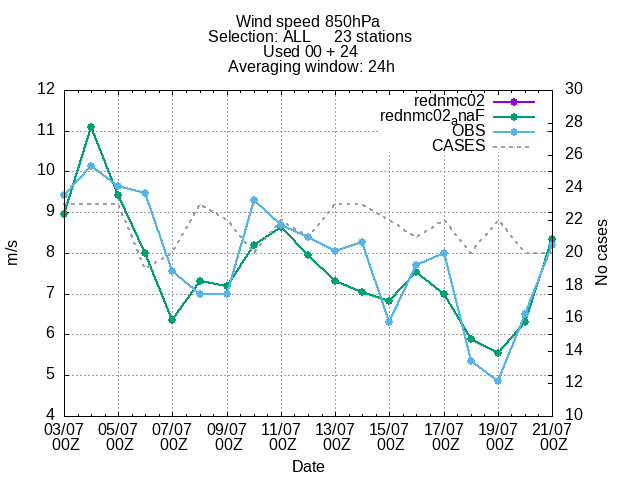 Wind speed 850hPa
Selection: ALL 23 stations
Used 00 + 24
Averaging window: 24h
rednmc02
rednmc02anaF
OBS
CASES
12
11
10
9
8
7
6
5
4
m/s
30
28
26
24
22
20
18
16
14
12
10
No cases
03/07 05/07 07/07 09/07 11/07 13/07 15/07 17/07 19/07 21/07
00Z 00Z 00Z 00Z 00Z 00Z 00Z 00Z 00Z 00Z
Date